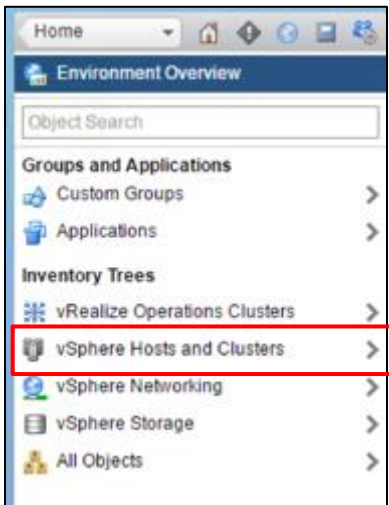 Home
Environment Overview
Object Search
Groups and Applications
Custom Groups
Applications
Inventory Trees
vRealize Operations Clusters
vSphere Hosts and Clusters
vSphere Networking
vSphere Storage
All Objects